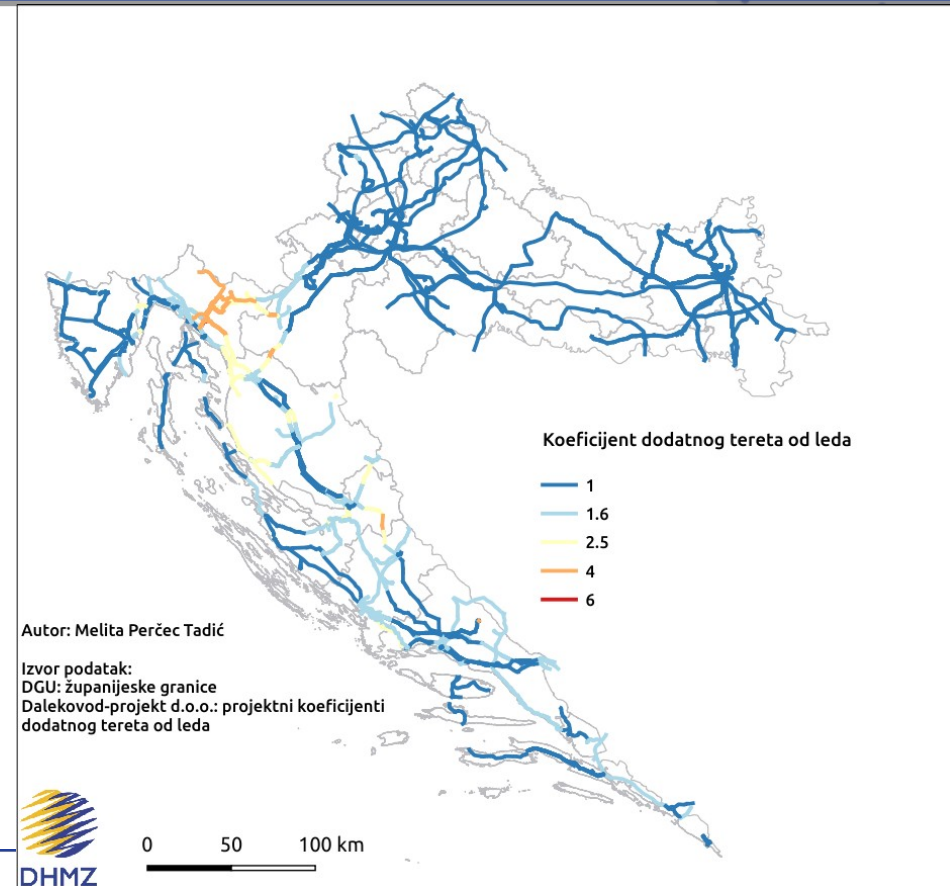 Koeficijent dodatnog tereta od leda
1
1.6
2.5
4
6
Autor: Melita Perčec Tadić
Izvor podatak:
DGU: županijeske granice
Dalekovod-projekt d.o.o.: projektni koeficijenti
dodatnog tereta od leda
0 50 100 km
DHMZ